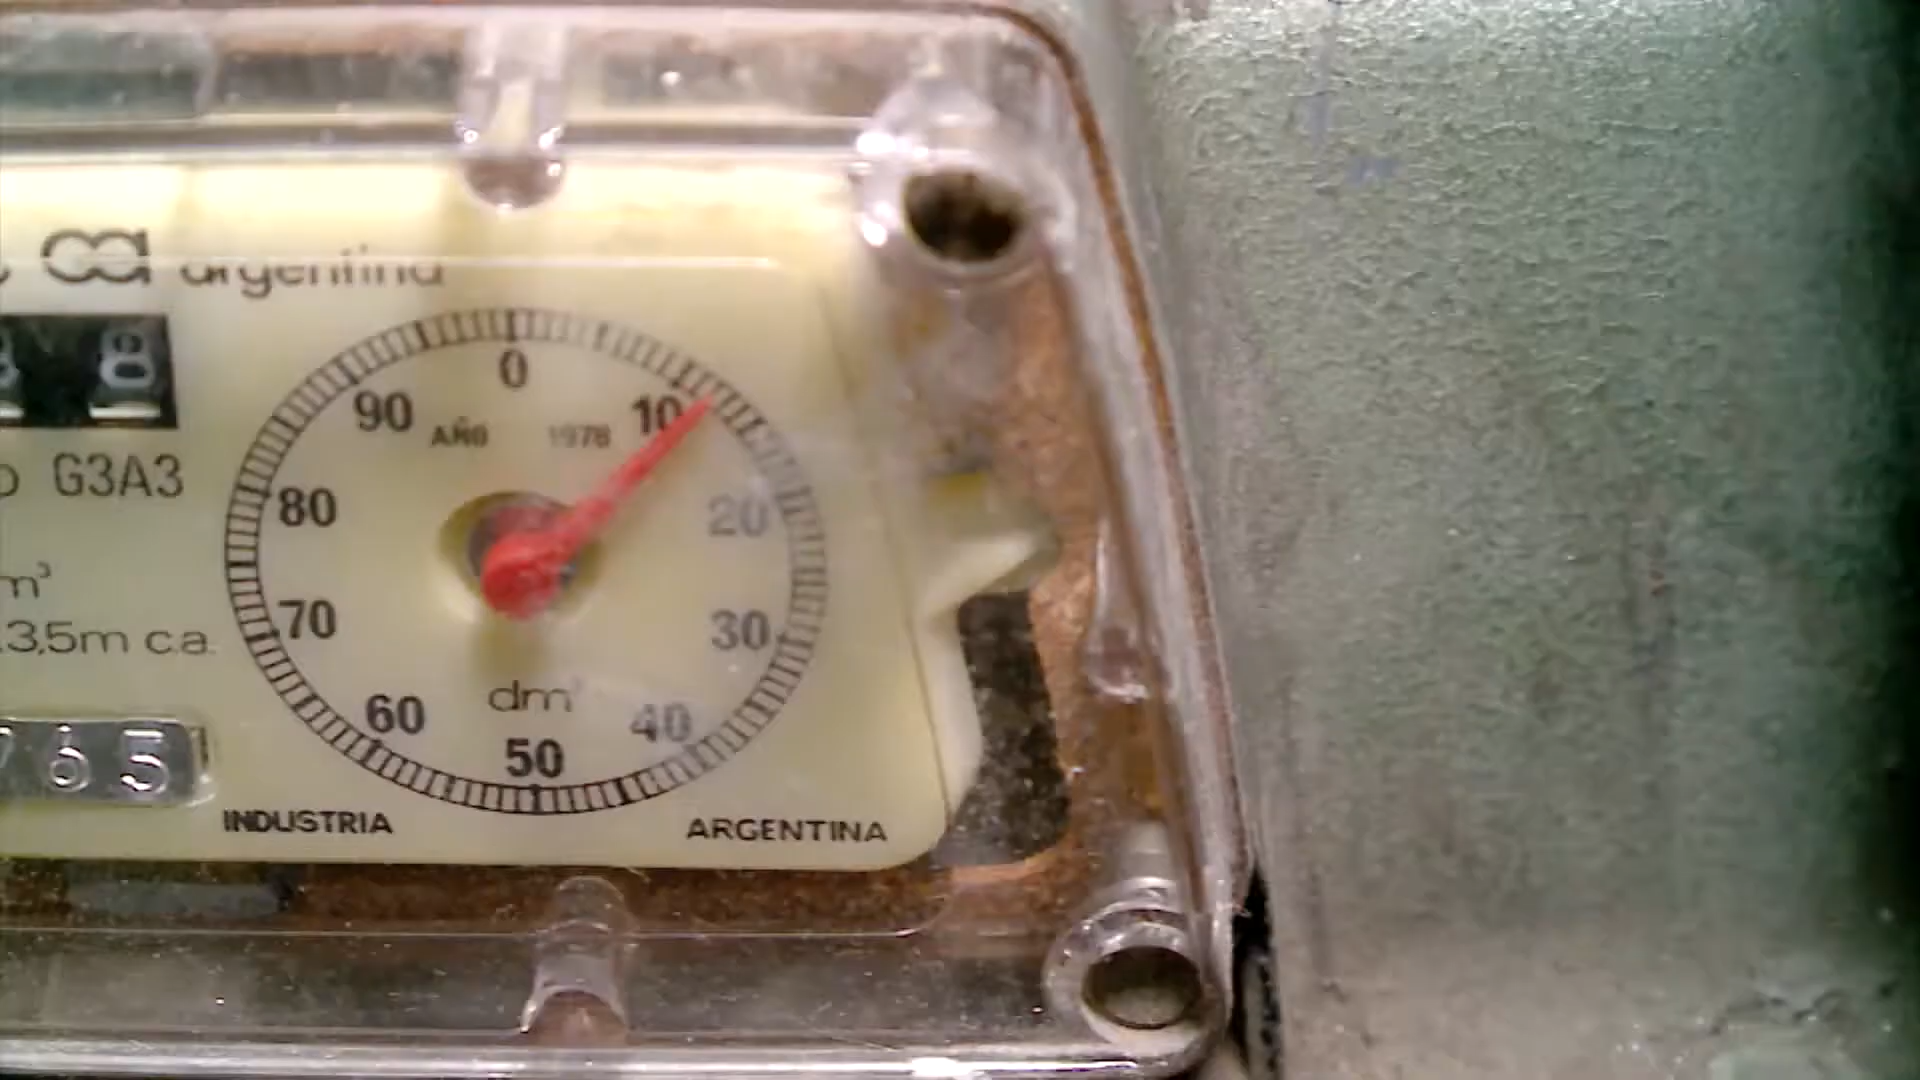 argentina
8
0
10
20
30
40
50
60
70
80
90
AÑO 1978
G3A3
m³
3,5m c.a.
dm³
765
INDUSTRIA ARGENTINA